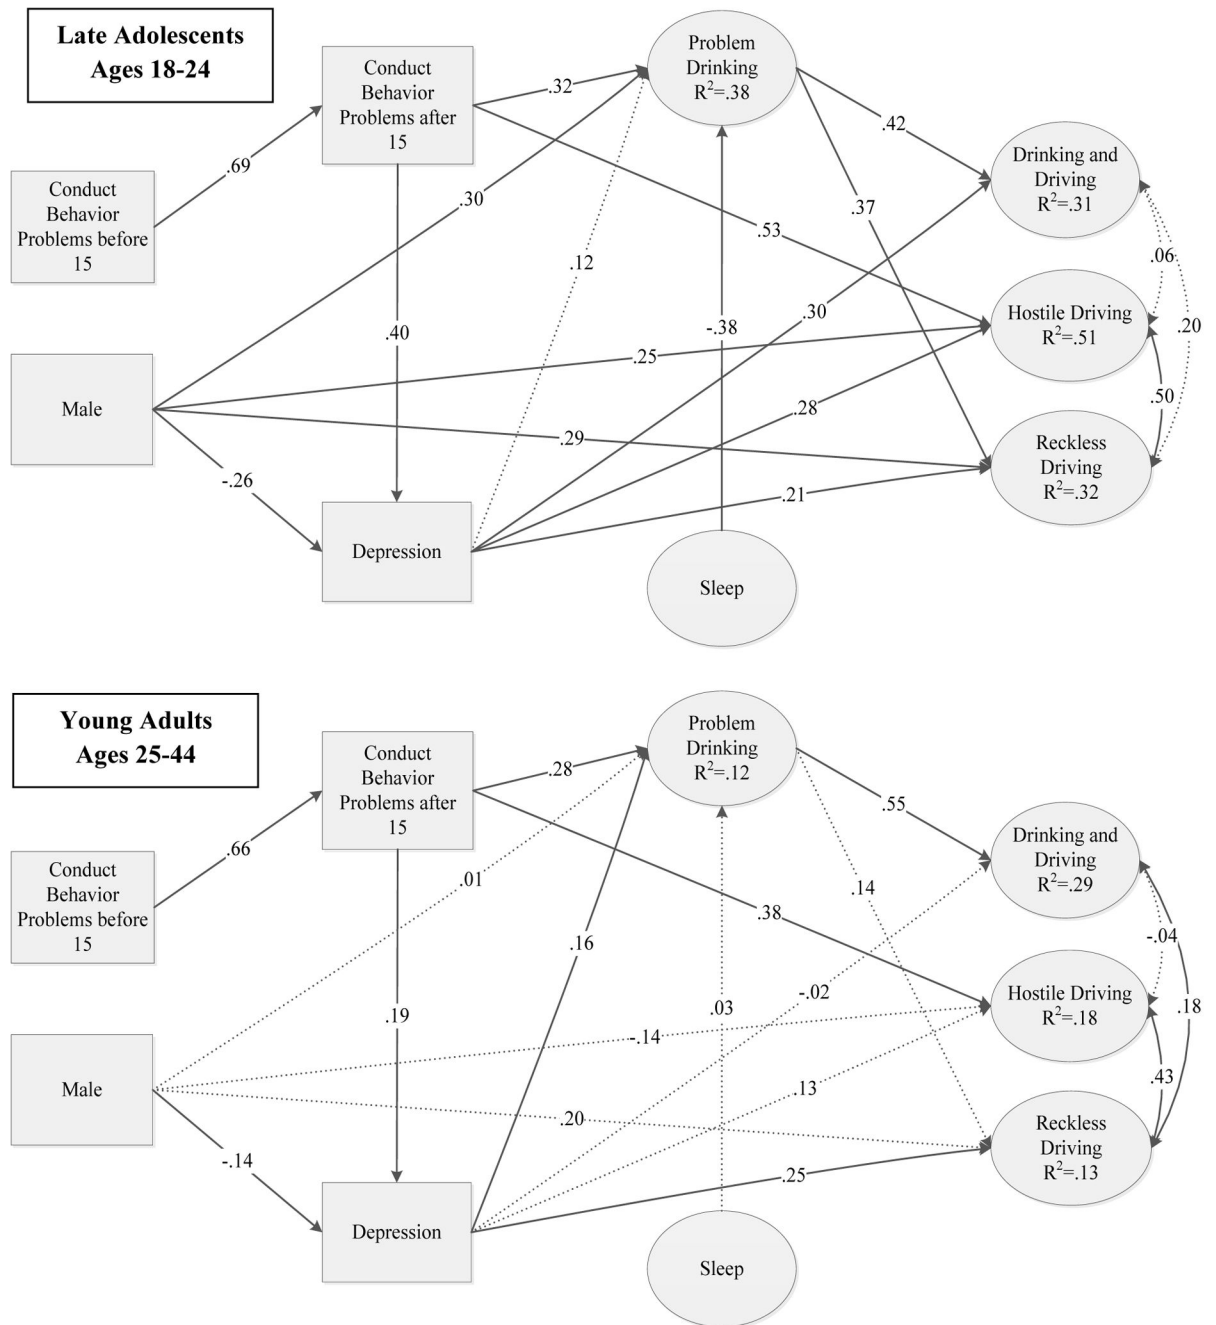 Late Adolescents
Ages 18-24
Conduct
Behavior
Problems after
15
Problem
Drinking
R²=.38
.32
.42
.69
Drinking and
Driving
R²=.31
Conduct
Behavior
Problems before
15
.30
.37
.53
.12
.06
Hostile Driving
R²=.51
.30
-.38
.20
.40
.25
Male
.28
.50
.29
Reckless
Driving
R²=.32
-.26
.21
Depression
Sleep
Young Adults
Ages 25-44
Conduct
Behavior
Problems after
15
Problem
Drinking
R²=.12
.28
.55
.66
Drinking and
Driving
R²=.29
Conduct
Behavior
Problems before
15
.01
.14
.38
.16
-.04
Hostile Driving
R²=.18
-.02
.03
.18
.19
-.14
Male
.13
.43
.20
Reckless
Driving
R²=.13
-.14
.25
Depression
Sleep